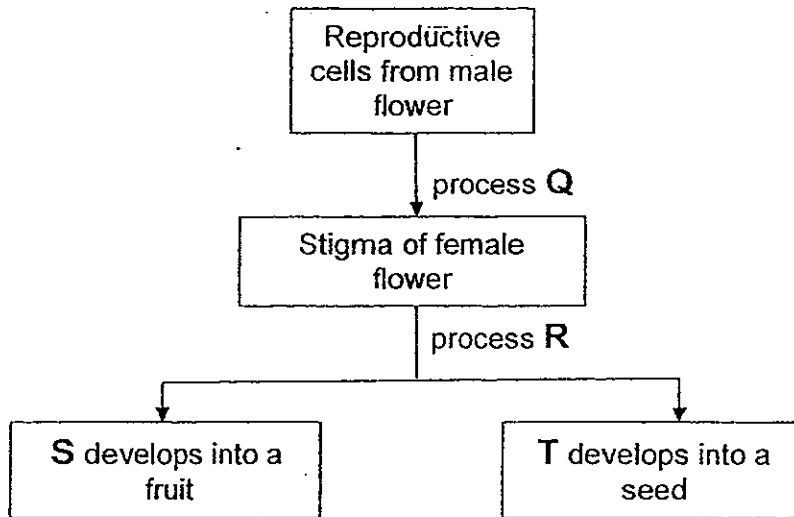 Reproductive
cells from male
flower
process Q
Stigma of female
flower
process R
S develops into a
fruit
T develops into a
seed